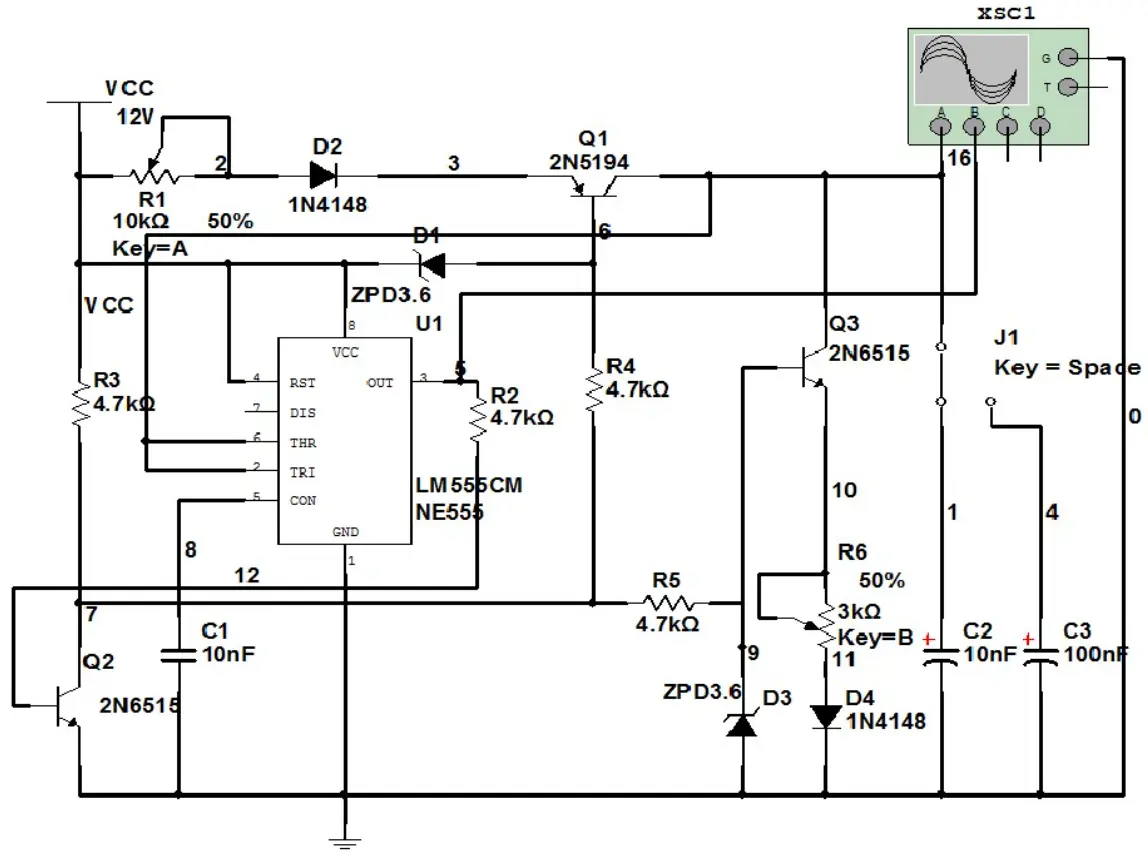 xsc1
G
T
A
B
C
D
VCC
12V
2
D2
3
Q1
2N5194
16
1N4148
R1
10kΩ
50%
Key=A
6
D1
VCC
ZPD3.6
U1
8
VCC
Q3
2N6515
J1
Key = Space
R3
4.7kΩ
4
RST
OUT
3
5
R2
4.7kΩ
R4
4.7kΩ
7
DIS
0
6
THR
2
TRI
5
CON
LM555CM
NE555
GND
1
8
10
1
4
12
R6
50%
R5
4.7kΩ
3kΩ
Key=B
7
C1
10nF
9
11
C2
10nF
C3
100nF
Q2
2N6515
ZPD3.6
D3
D4
1N4148